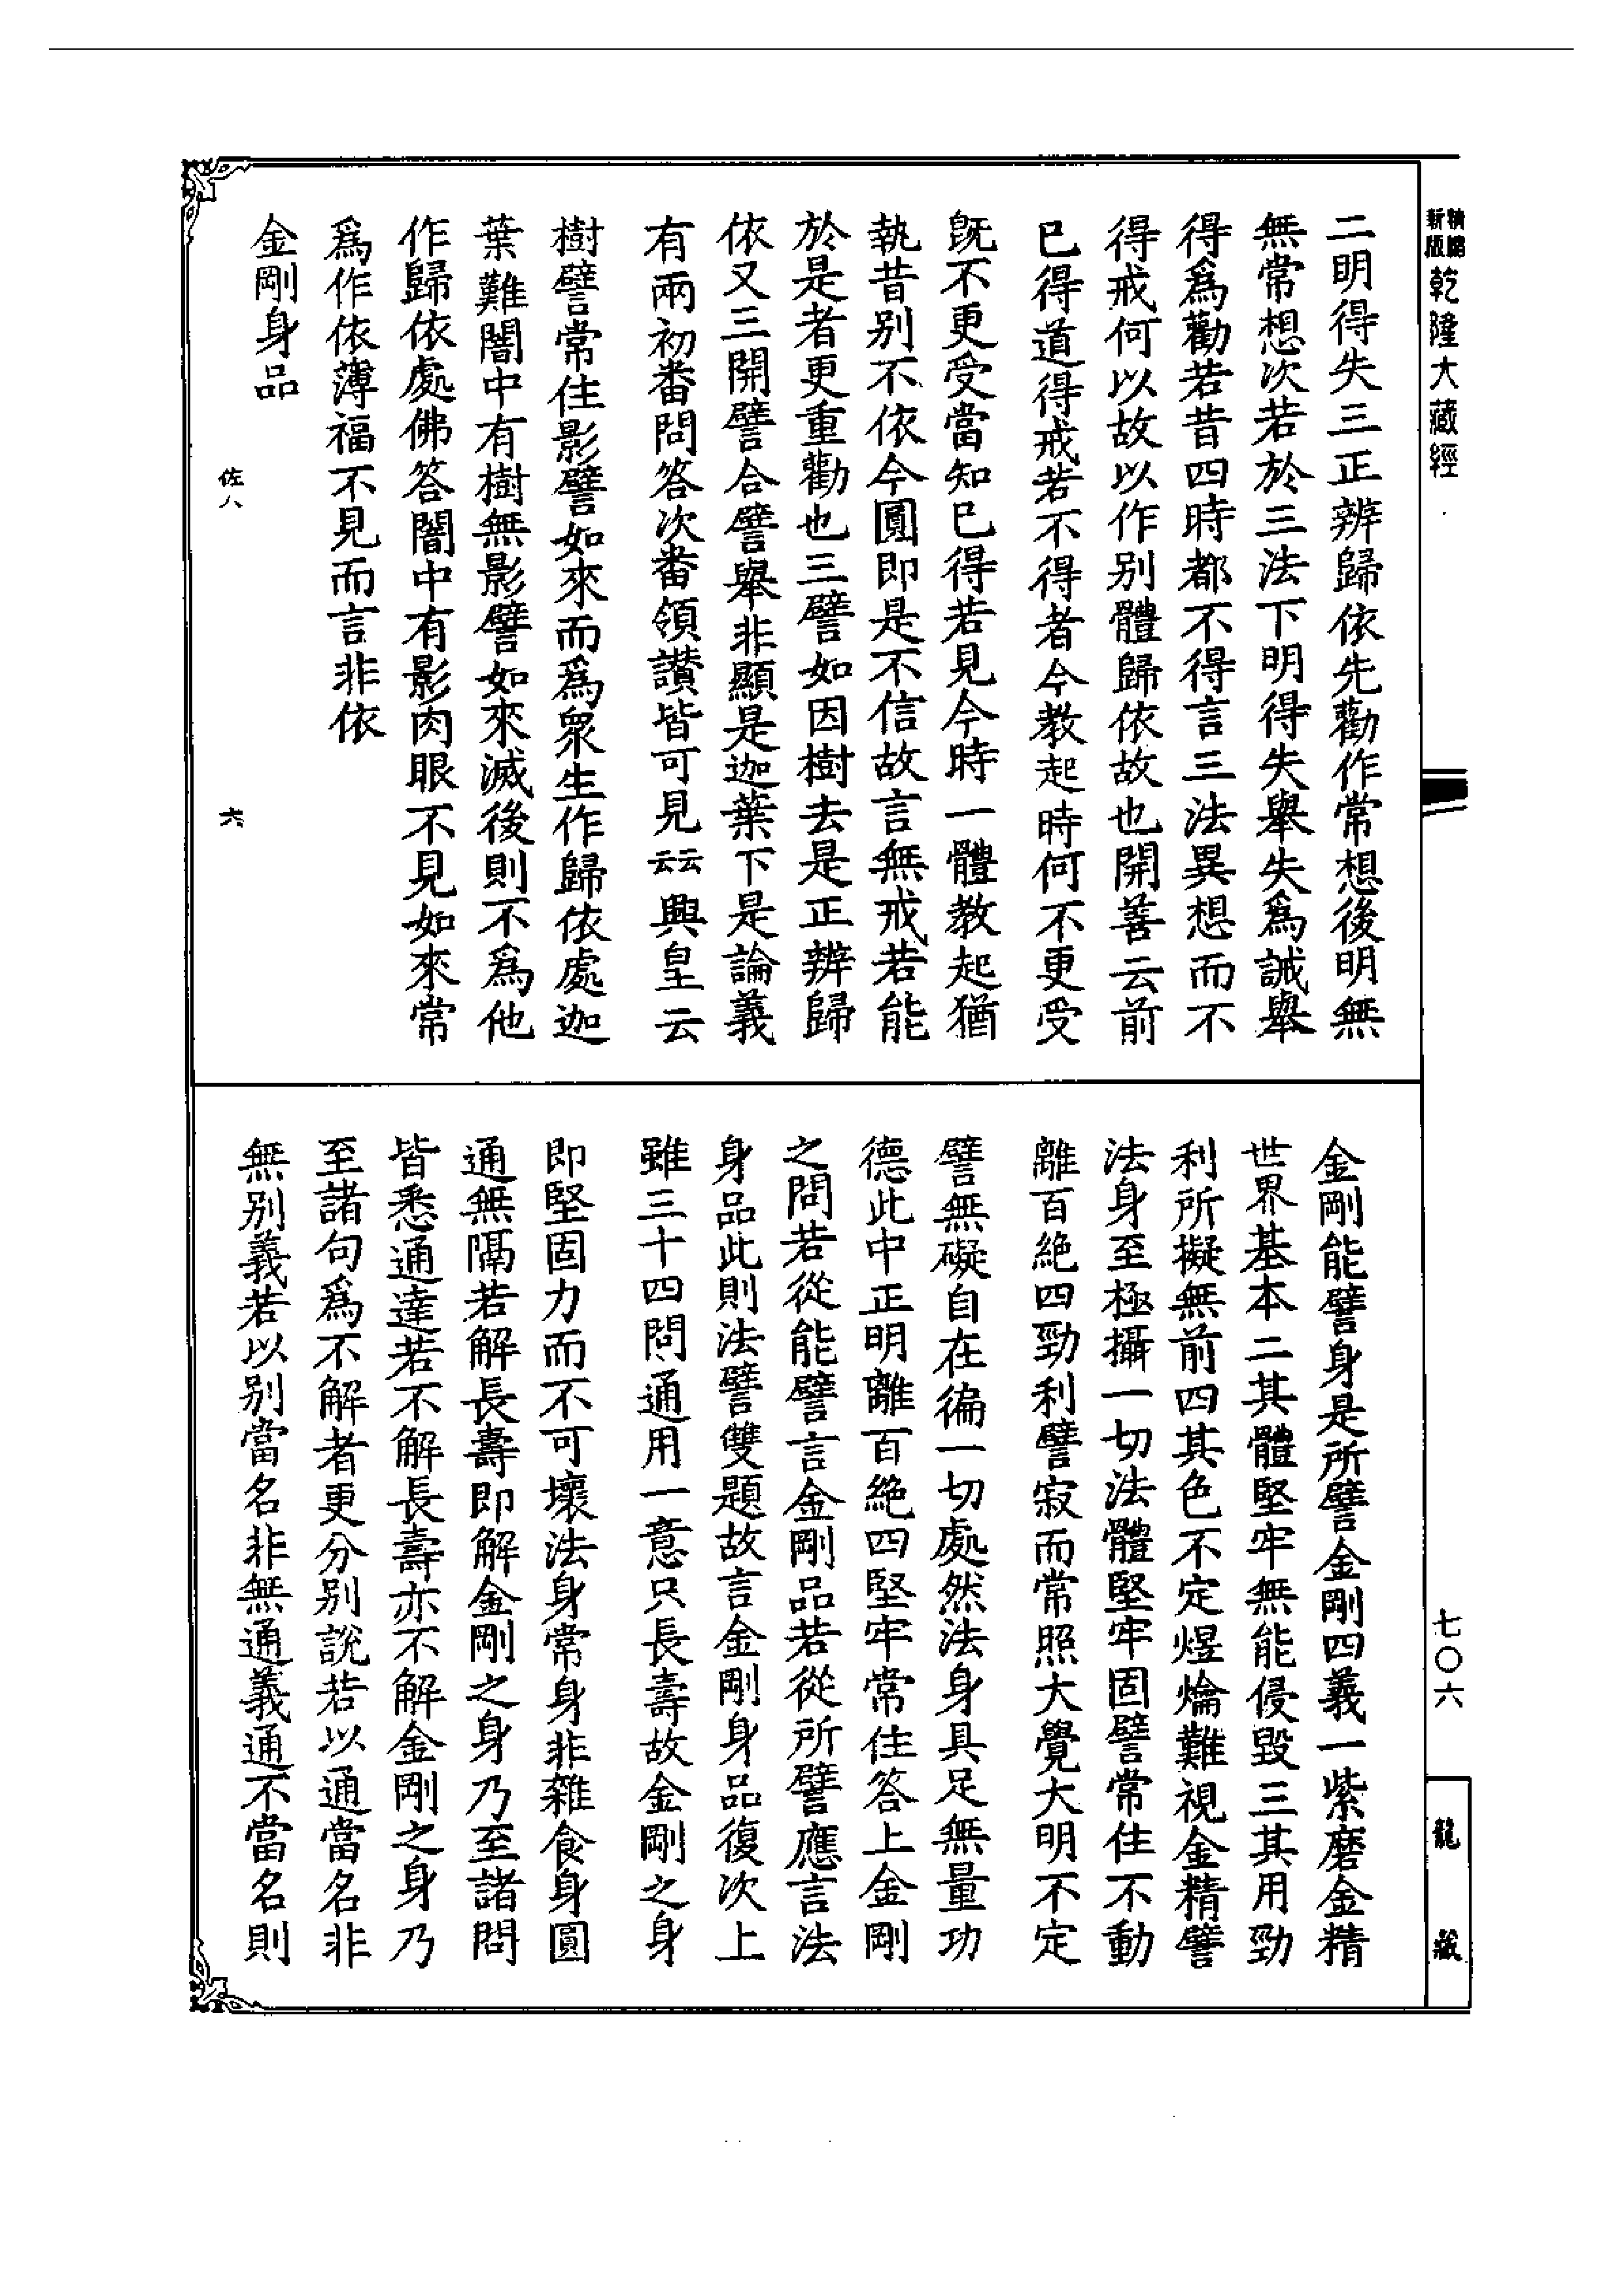 精縮
新版
乾隆大藏經
二明得失三正辨歸依先勸作常想後明無
無常想次若於三法下明得失舉失爲誡舉
得爲勸若昔四時都不得言三法異想而不
得戒何以故以作别體歸依故也開善云前
已得道得戒若不得者今教起時何不更受
旣不更受當知已得若見今時一體教起猶
執昔别不依今圓即是不信故言無戒若能
於是者更重勸也三譬如因樹去是正辨歸
依又三開譬合譬舉非顯是迦葉下是論義
有兩初番問答次番領讃皆可見云云興皇云
樹譬常住影譬如來而爲衆生作歸依處迦
葉難闇中有樹無影譬如來滅後則不爲他
作歸依處佛答闇中有影肉眼不見如來常
爲作依薄福不見而言非依
金剛身品
佐八
六
金剛能譬身是所譬金剛四義一紫磨金精
世界基本二其體堅牢無能侵毀三其用勁
利所擬無前四其色不定煜爚難視金精譬
法身至極攝一切法體堅牢固譬常住不動
離百絶四勁利譬寂而常照大覺大明不定
譬無礙自在徧一切處然法身具足無量功
德此中正明離百絶四堅牢常住答上金剛
之問若從能譬言金剛品若從所譬應言法
身品此則法譬雙題故言金剛身品復次上
雖三十四問通用一意只長壽故金剛之身
即堅固力而不可壞法身常身非雜食身圓
通無隔若解長壽即解金剛之身乃至諸問
皆悉通達若不解長壽亦不解金剛之身乃
至諸句爲不解者更分别說若以通當名非
無别義若以别當名非無通義通不當名則
七〇六
龍藏